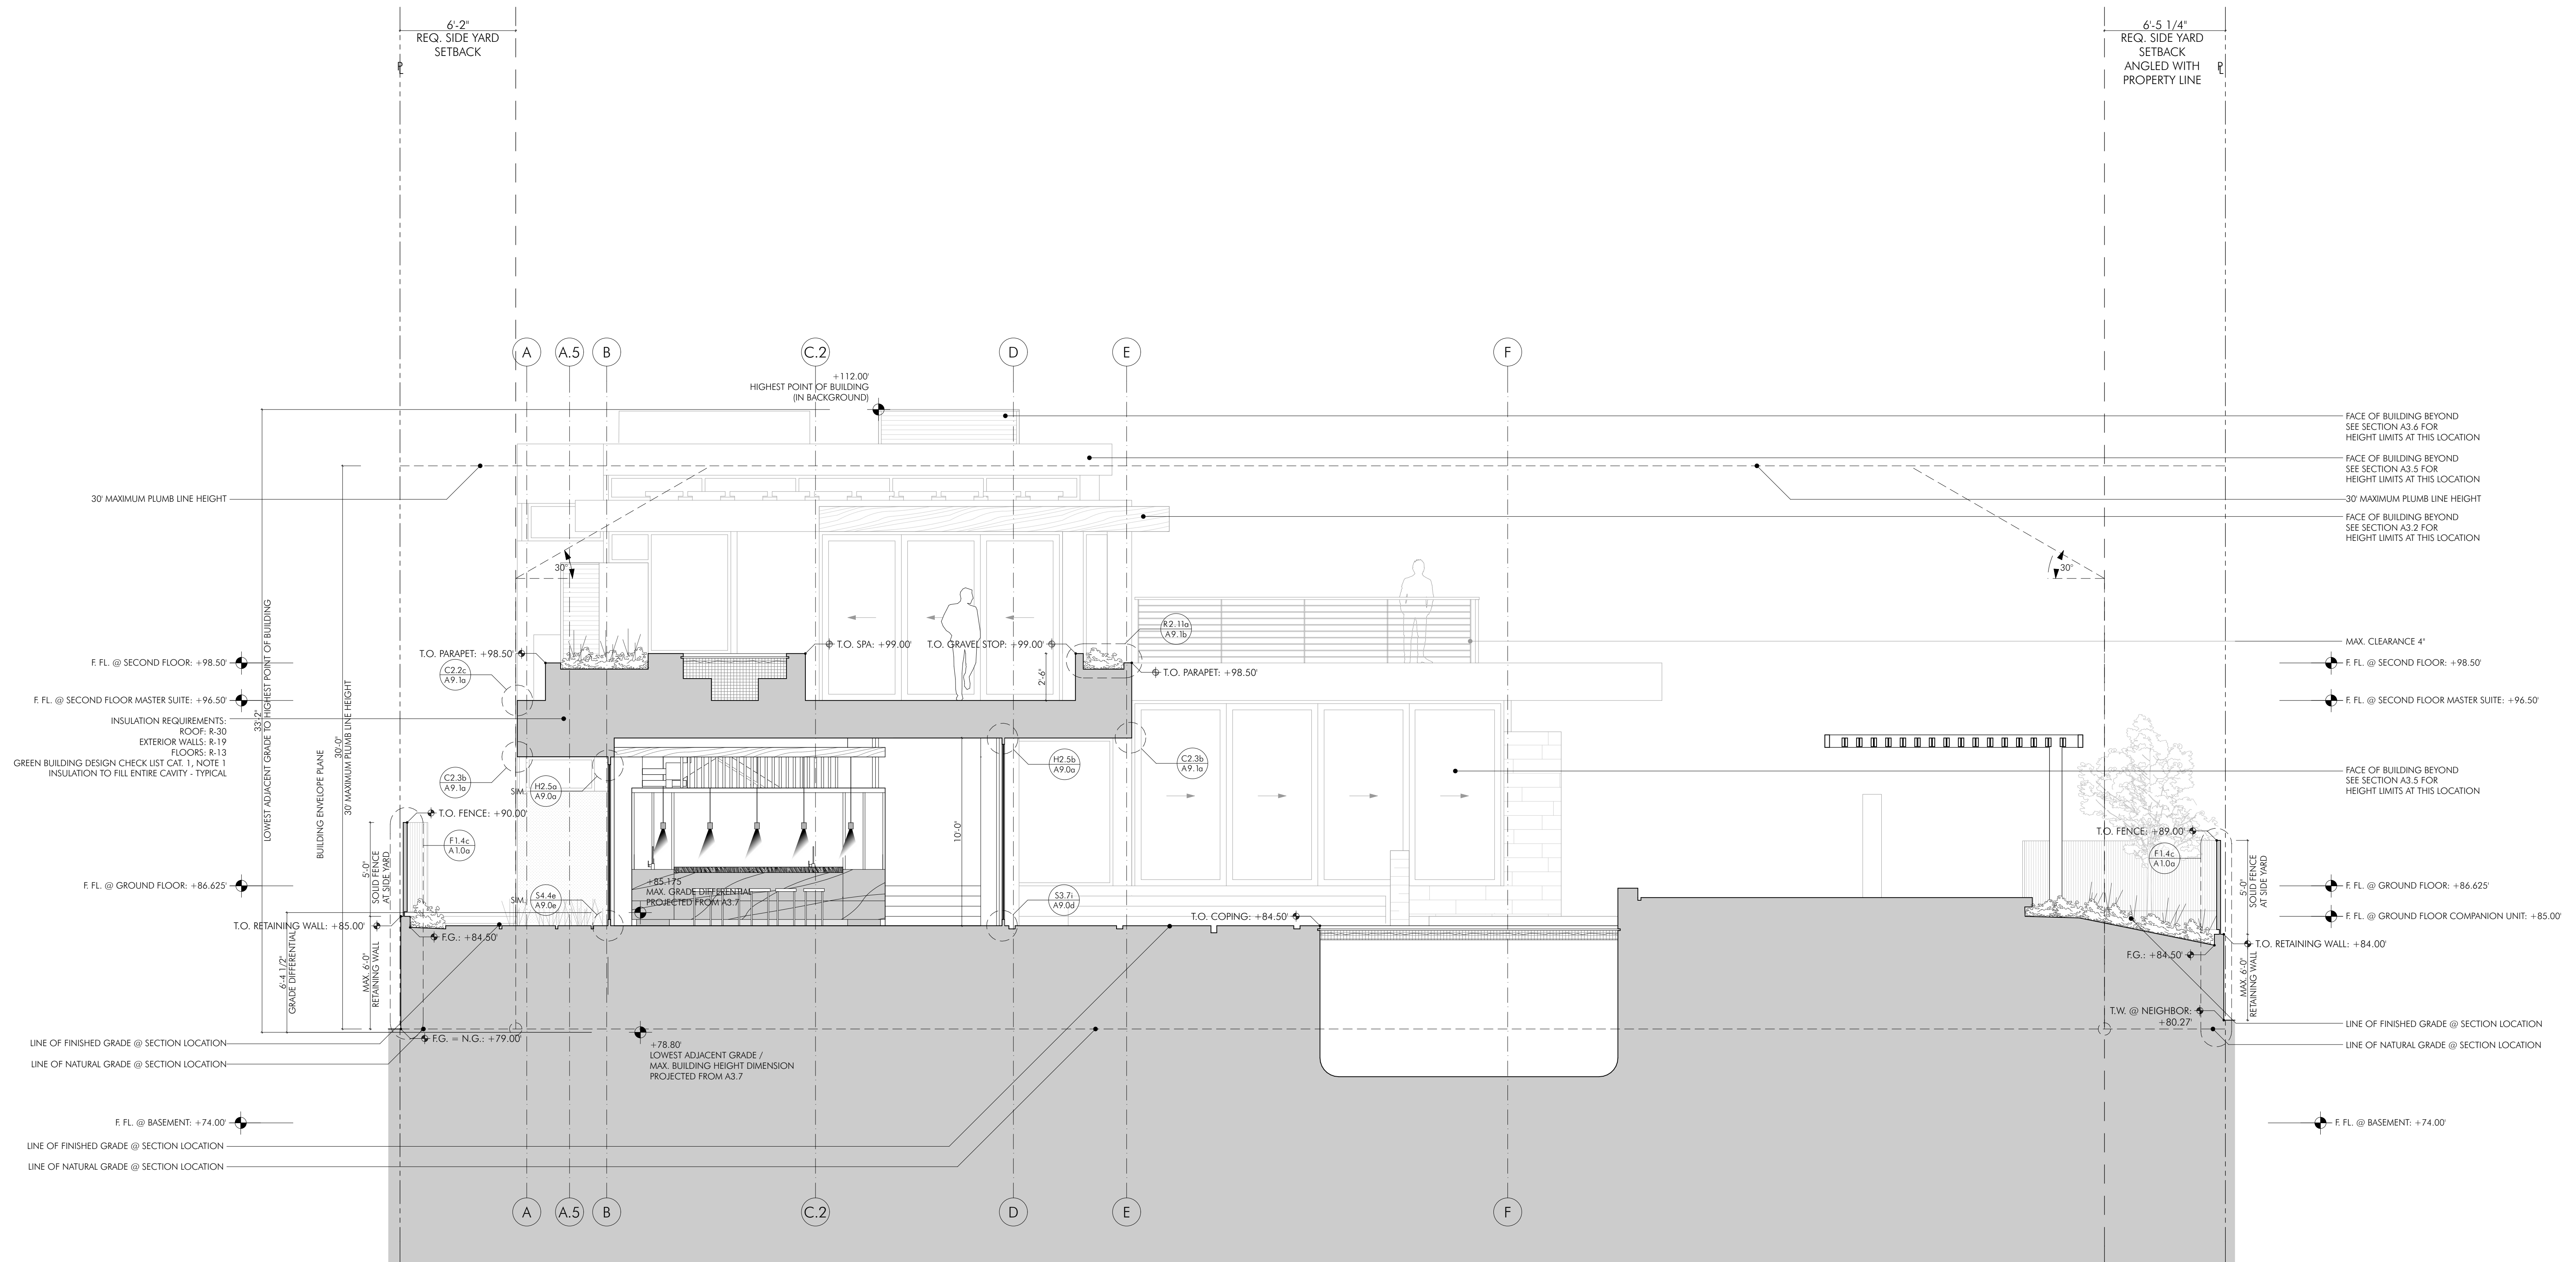 6'-2"
REQ. SIDE YARD
SETBACK
6'-5 1/4"
REQ. SIDE YARD
SETBACK
ANGLED WITH
PROPERTY LINE
A
A.5
B
C.2
D
E
F
+112.00'
HIGHEST POINT OF BUILDING
(IN BACKGROUND)
FACE OF BUILDING BEYOND
SEE SECTION A3.6 FOR
HEIGHT LIMITS AT THIS LOCATION
FACE OF BUILDING BEYOND
SEE SECTION A3.5 FOR
HEIGHT LIMITS AT THIS LOCATION
30' MAXIMUM PLUMB LINE HEIGHT
30' MAXIMUM PLUMB LINE HEIGHT
FACE OF BUILDING BEYOND
SEE SECTION A3.2 FOR
HEIGHT LIMITS AT THIS LOCATION
30°
30°
R2.11a
A9.1b
MAX. CLEARANCE 4"
T.O. SPA: +99.00'
T.O. GRAVEL STOP: +99.00'
T.O. PARAPET: +98.50'
F. FL. @ SECOND FLOOR: +98.50'
F. FL. @ SECOND FLOOR: +98.50'
T.O. PARAPET: +98.50'
C2.2c
A9.1a
2'-6"
F. FL. @ SECOND FLOOR MASTER SUITE: +96.50'
F. FL. @ SECOND FLOOR MASTER SUITE: +96.50'
INSULATION REQUIREMENTS:
ROOF: R-30
EXTERIOR WALLS: R-19
FLOORS: R-13
GREEN BUILDING DESIGN CHECK LIST CAT. 1, NOTE 1
INSULATION TO FILL ENTIRE CAVITY - TYPICAL
33'-2"
LOWEST ADJACENT GRADE TO HIGHEST POINT OF BUILDING
BUILDING ENVELOPE PLANE
30'-0"
30' MAXIMUM PLUMB LINE HEIGHT
C2.3b
A9.1a
SIM.
H2.5a
A9.0a
H2.5b
A9.0a
C2.3b
A9.1a
FACE OF BUILDING BEYOND
SEE SECTION A3.5 FOR
HEIGHT LIMITS AT THIS LOCATION
T.O. FENCE: +90.00'
F1.4c
A1.0a
10'-0"
T.O. FENCE: +89.00'
F1.4c
A1.0a
5'-0"
SOLID FENCE
AT SIDE YARD
5'-0"
SOLID FENCE
AT SIDE YARD
F. FL. @ GROUND FLOOR: +86.625'
F. FL. @ GROUND FLOOR: +86.625'
+85.175
MAX. GRADE DIFFERENTIAL
PROJECTED FROM A3.7
SIM.
S4.4e
A9.0e
S3.7i
A9.0d
T.O. COPING: +84.50'
F. FL. @ GROUND FLOOR COMPANION UNIT: +85.00'
T.O. RETAINING WALL: +85.00'
F.G.: +84.50'
T.O. RETAINING WALL: +84.00'
F.G.: +84.50'
6'-4 1/2"
GRADE DIFFERENTIAL
MAX. 6'-0"
RETAINING WALL
MAX. 6'-0"
RETAINING WALL
T.W. @ NEIGHBOR:
+80.27'
LINE OF FINISHED GRADE @ SECTION LOCATION
F.G. = N.G.: +79.00'
LINE OF NATURAL GRADE @ SECTION LOCATION
+78.80'
LOWEST ADJACENT GRADE /
MAX. BUILDING HEIGHT DIMENSION
PROJECTED FROM A3.7
LINE OF FINISHED GRADE @ SECTION LOCATION
LINE OF NATURAL GRADE @ SECTION LOCATION
F. FL. @ BASEMENT: +74.00'
F. FL. @ BASEMENT: +74.00'
LINE OF FINISHED GRADE @ SECTION LOCATION
LINE OF NATURAL GRADE @ SECTION LOCATION
A
A.5
B
C.2
D
E
F